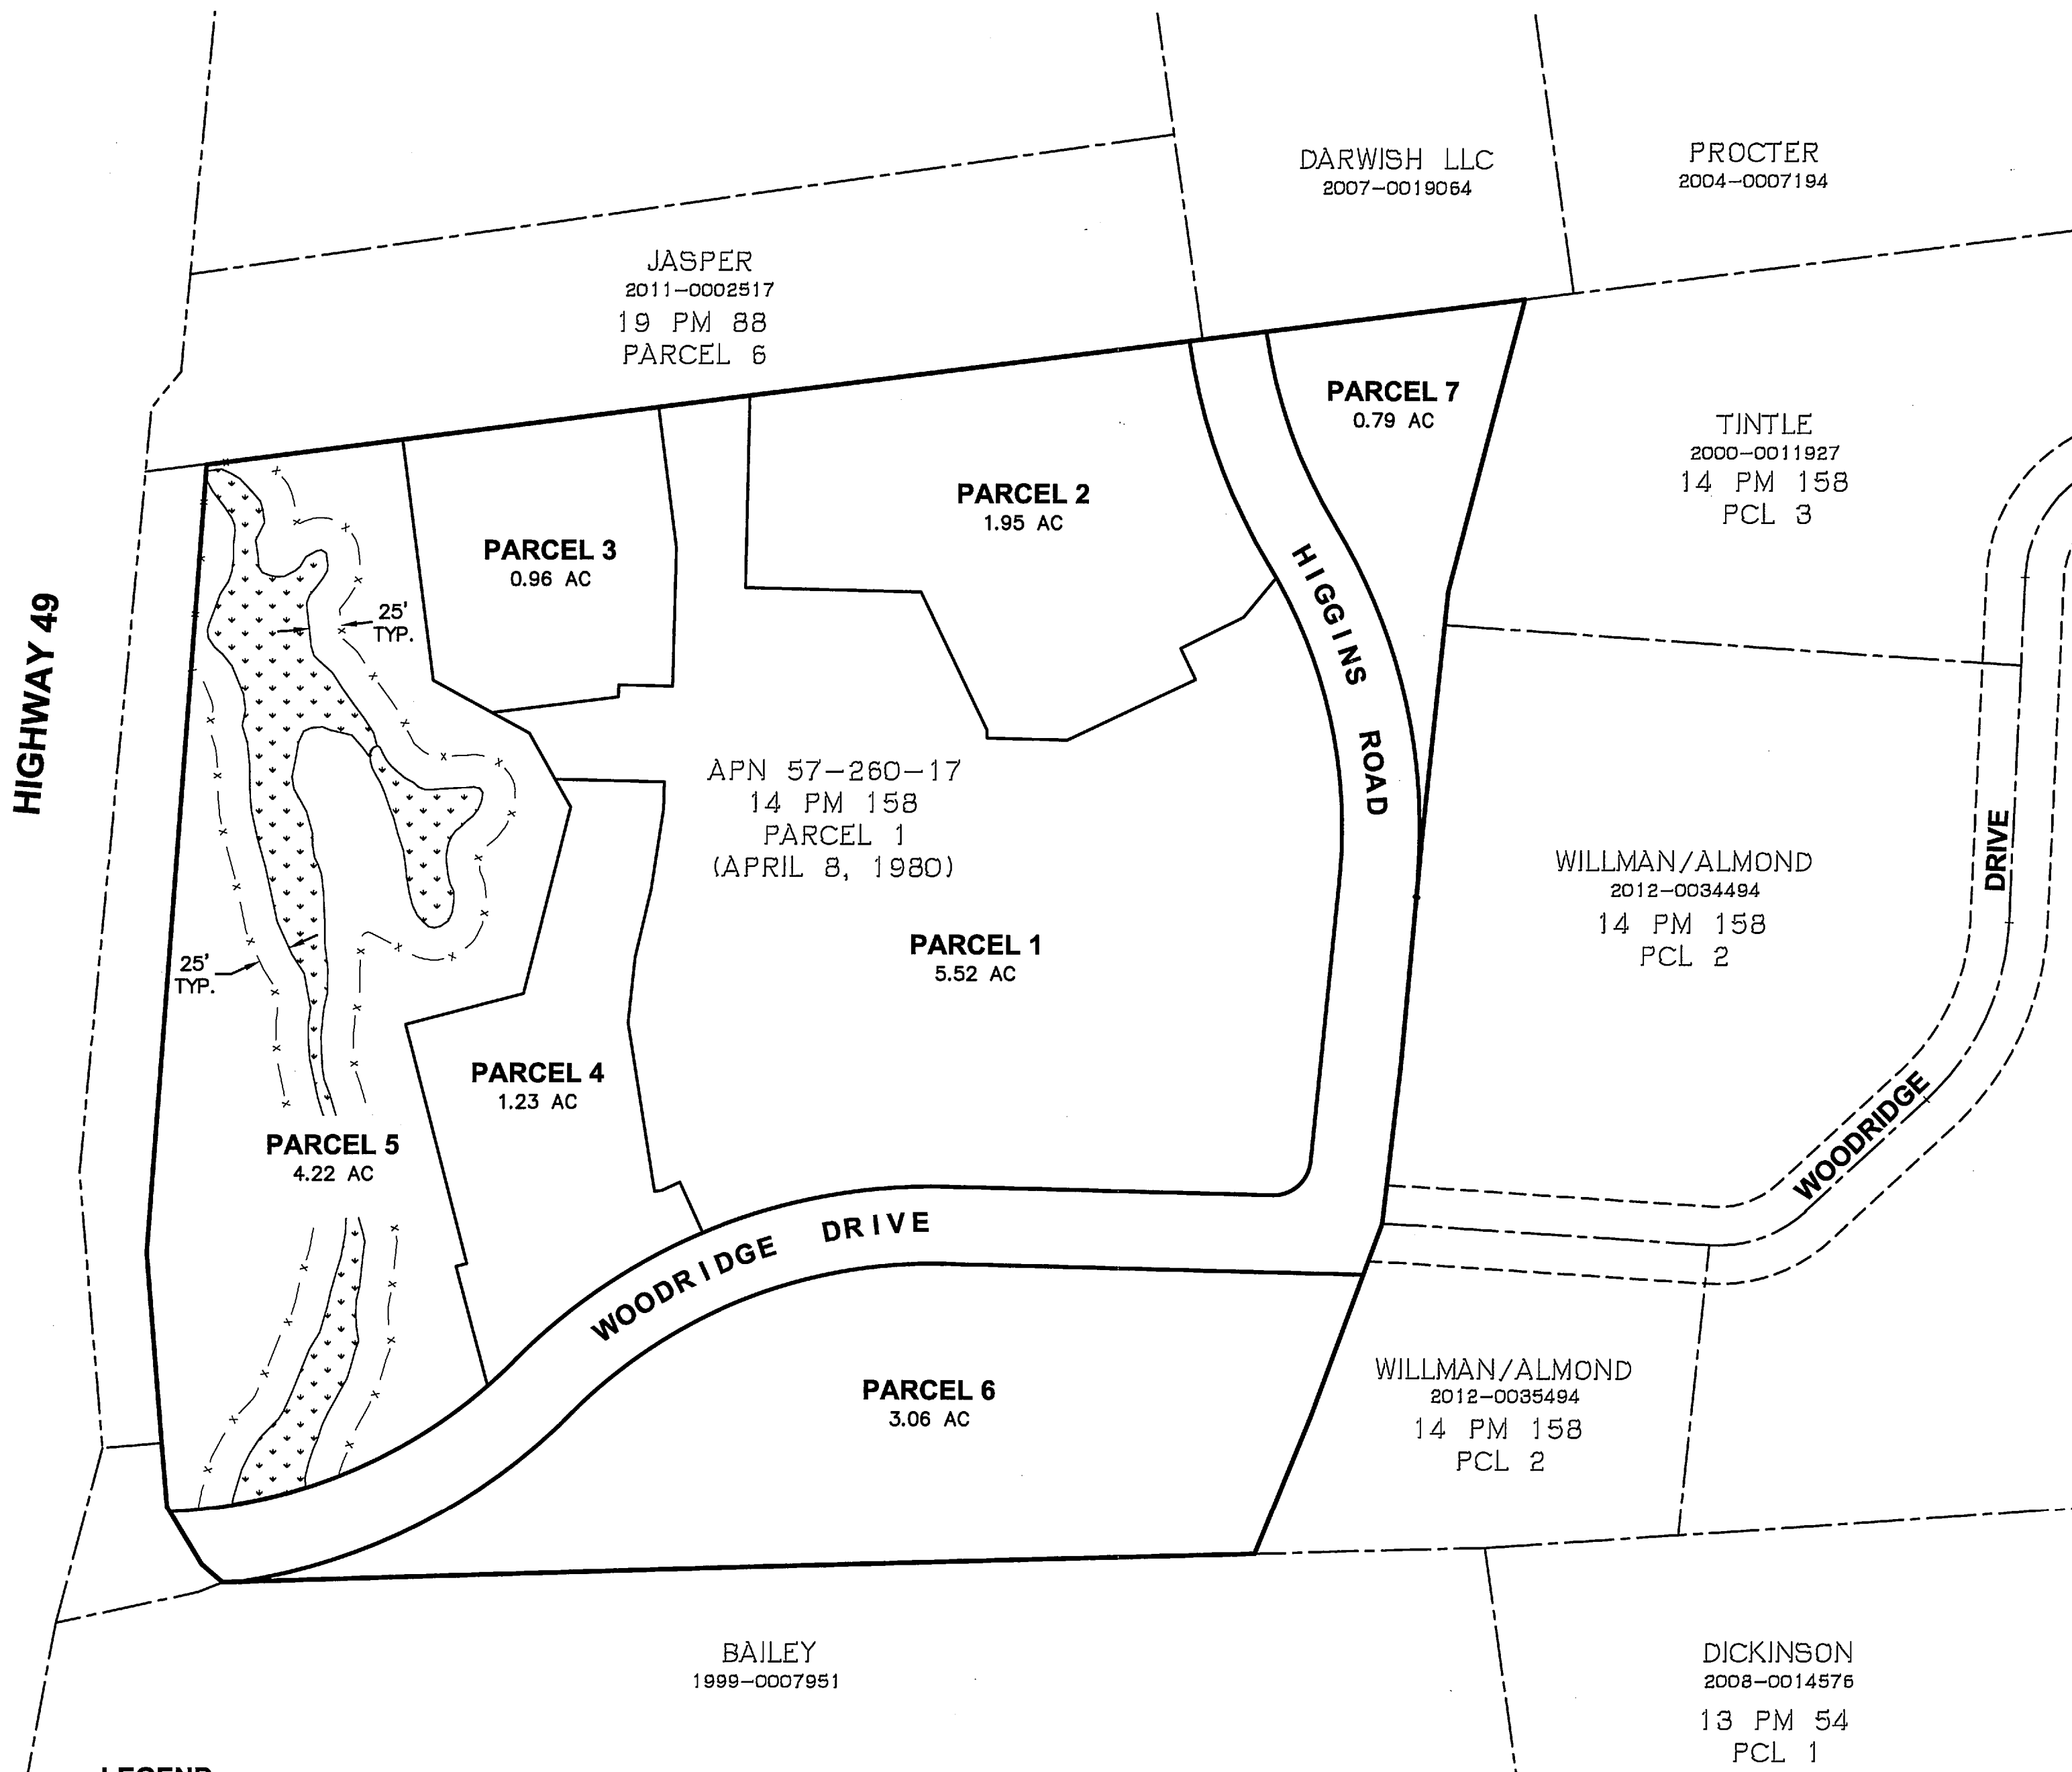 DARWISH LLC
2007-0019064
PROCTER
2004-0007194
JASPER
2011-0002517
19 PM 88
PARCEL 6
PARCEL 7
0.79 AC
TINTLE
2000-0011927
14 PM 158
PCL 3
PARCEL 2
1.95 AC
PARCEL 3
0.96 AC
HIGHWAY 49
25'
TYP.
HIGGINS ROAD
APN 57-260-17
14 PM 158
PARCEL 1
(APRIL 8, 1980)
WILLMAN/ALMOND
2012-0034494
14 PM 158
PCL 2
WOODRIDGE DRIVE
PARCEL 1
5.52 AC
25'
TYP.
PARCEL 4
1.23 AC
PARCEL 5
4.22 AC
WOODRIDGE DRIVE
PARCEL 6
3.06 AC
WILLMAN/ALMOND
2012-0035494
14 PM 158
PCL 2
BAILEY
1999-0007951
DICKINSON
2008-0014576
13 PM 54
PCL 1
LEGEND